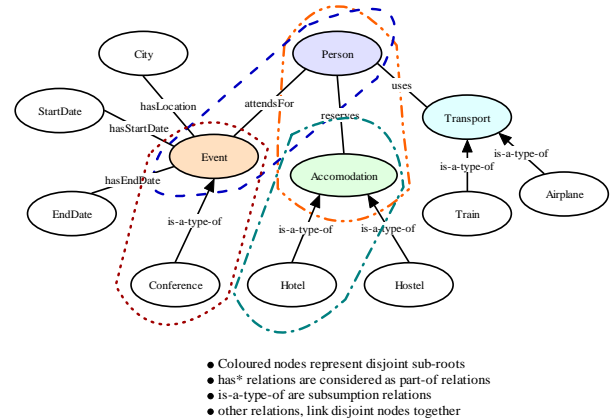 City
Person
hasLocation
uses
StartDate
attendsFor
reserves
Transport
hasStartDate
Event
is-a-type-of
is-a-type-of
hasEndDate
Accomodation
Airplane
EndDate
Train
is-a-type-of
is-a-type-of
is-a-type-of
Conference
Hotel
Hostel
● Coloured nodes represent disjoint sub-roots
● has* relations are considered as part-of relations
● is-a-type-of are subsumption relations
● other relations, link disjoint nodes together